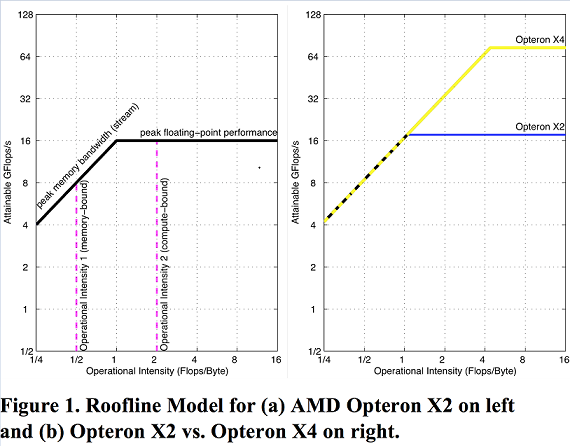 128
64
32
16
8
4
2
1
1/2
Attainable GFlops/s
peak memory bandwidth (stream)
peak floating-point performance
Operational Intensity 1 (memory-bound)
Operational Intensity 2 (compute-bound)
1/4 1/2 1 2 4 8 16
Operational Intensity (Flops/Byte)
128
64
32
16
8
4
2
1
1/2
Attainable GFlops/s
Opteron X4
Opteron X2
1/4 1/2 1 2 4 8 16
Operational Intensity (Flops/Byte)
Figure 1. Roofline Model for (a) AMD Opteron X2 on left
and (b) Opteron X2 vs. Opteron X4 on right.